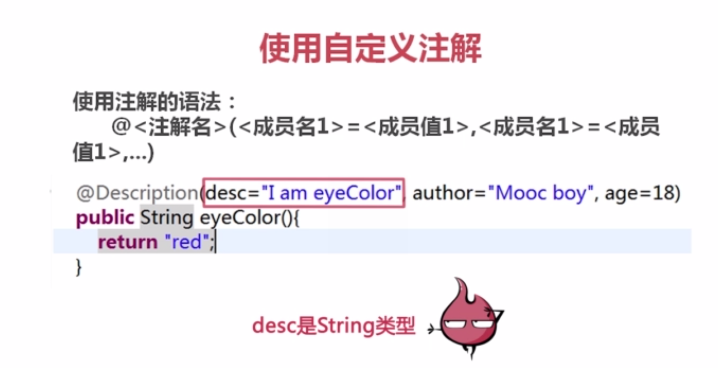 使用自定义注解
使用注解的语法：
@<注解名>(<成员名1>=<成员值1>,<成员名1>=<成员
值1>,...)
@Description(desc="I am eyeColor", author="Mooc boy", age=18)
public String eyeColor(){
return "red";
}
desc是String类型